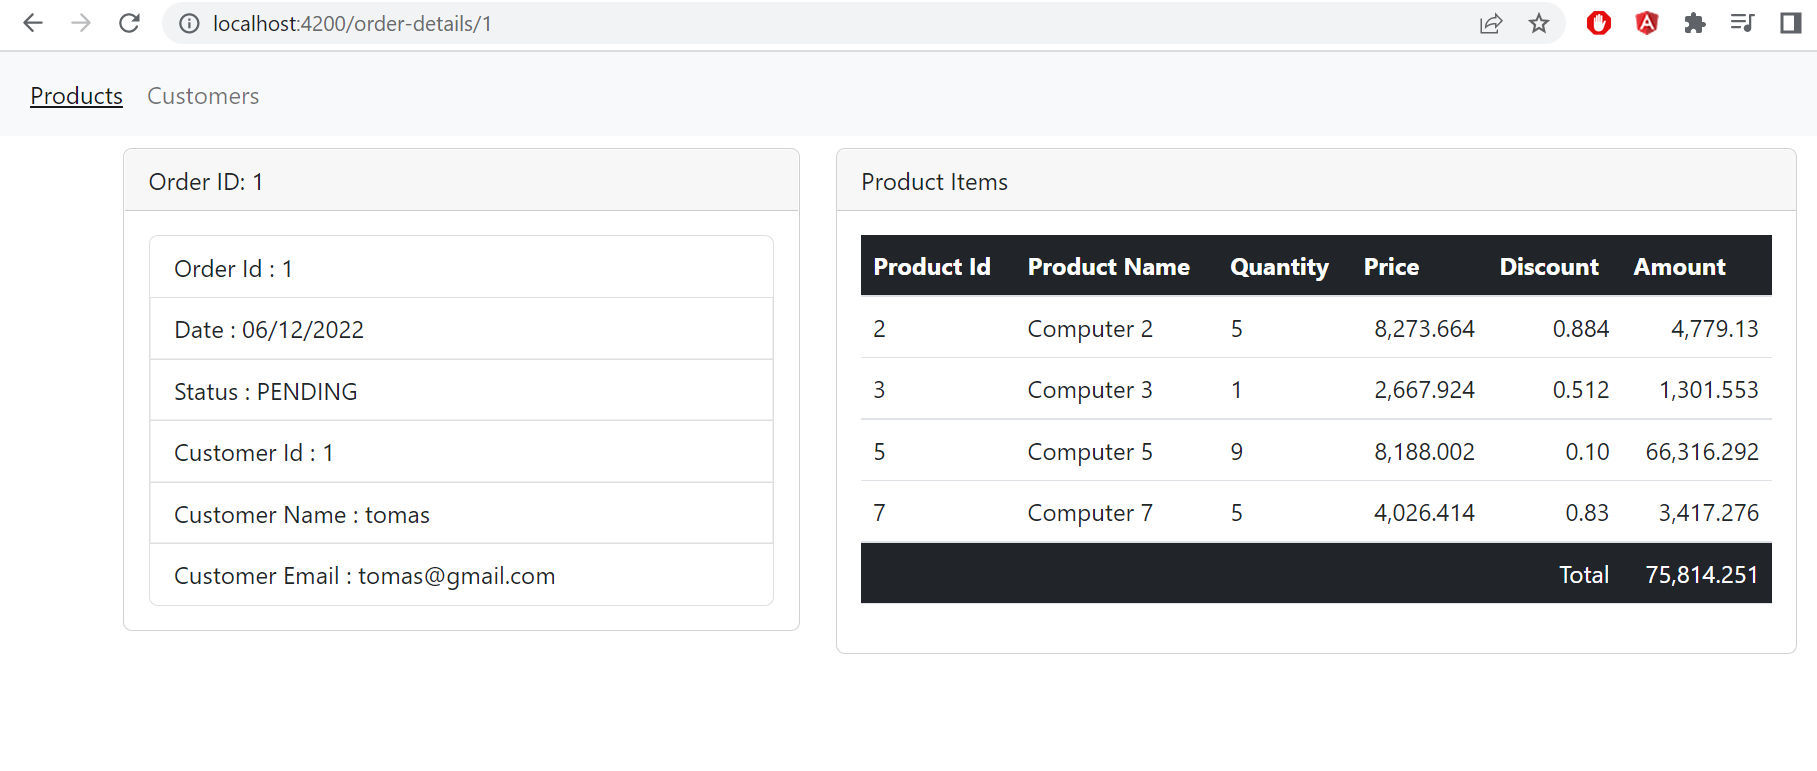 localhost:4200/order-details/1
Products Customers
Order ID: 1
Order Id : 1
Date : 06/12/2022
Status : PENDING
Customer Id : 1
Customer Name : tomas
Customer Email : tomas@gmail.com
Product Items
Product Id Product Name Quantity Price Discount Amount
2 Computer 2 5 8,273.664 0.884 4,779.13
3 Computer 3 1 2,667.924 0.512 1,301.553
5 Computer 5 9 8,188.002 0.10 66,316.292
7 Computer 7 5 4,026.414 0.83 3,417.276
Total 75,814.251